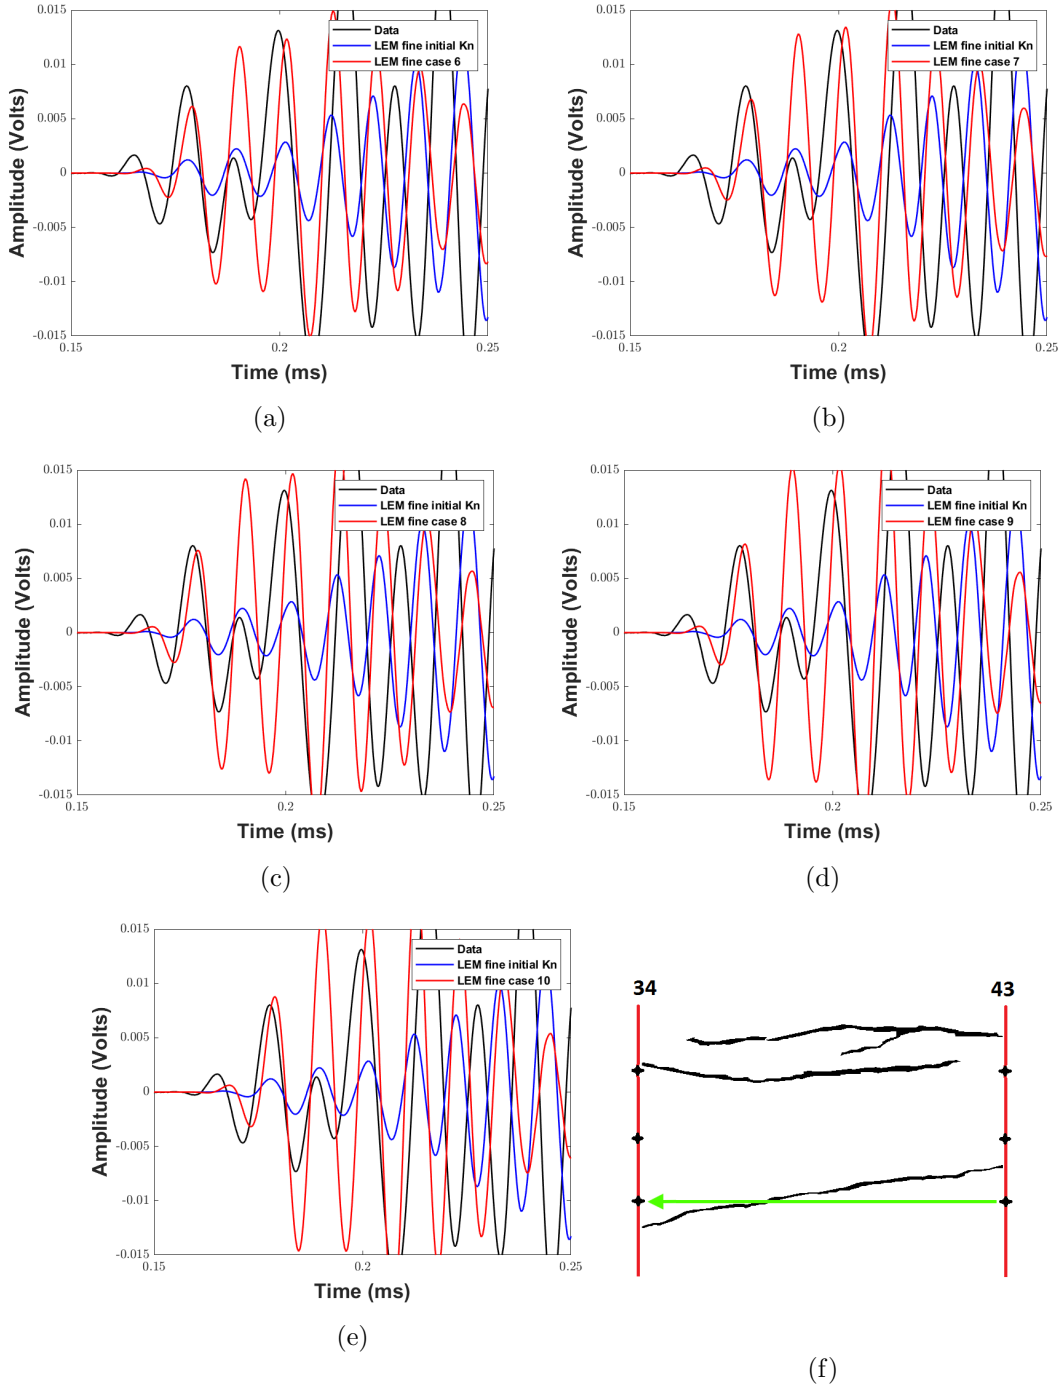 0.015
0.01
0.005
0
-0.005
-0.01
-0.015
0.15
0.2
0.25
Amplitude (Volts)
Time (ms)
Data
LEM fine initial Kn
LEM fine case 6
(a)
0.015
0.01
0.005
0
-0.005
-0.01
-0.015
0.15
0.2
0.25
Amplitude (Volts)
Time (ms)
Data
LEM fine initial Kn
LEM fine case 7
(b)
0.015
0.01
0.005
0
-0.005
-0.01
-0.015
0.15
0.2
0.25
Amplitude (Volts)
Time (ms)
Data
LEM fine initial Kn
LEM fine case 8
(c)
0.015
0.01
0.005
0
-0.005
-0.01
-0.015
0.15
0.2
0.25
Amplitude (Volts)
Time (ms)
Data
LEM fine initial Kn
LEM fine case 9
(d)
0.015
0.01
0.005
0
-0.005
-0.01
-0.015
0.15
0.2
0.25
Amplitude (Volts)
Time (ms)
Data
LEM fine initial Kn
LEM fine case 10
(e)
34
43
(f)